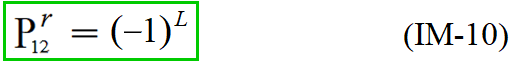 P₁₂ʳ = (–1)ᴸ (IM-10)